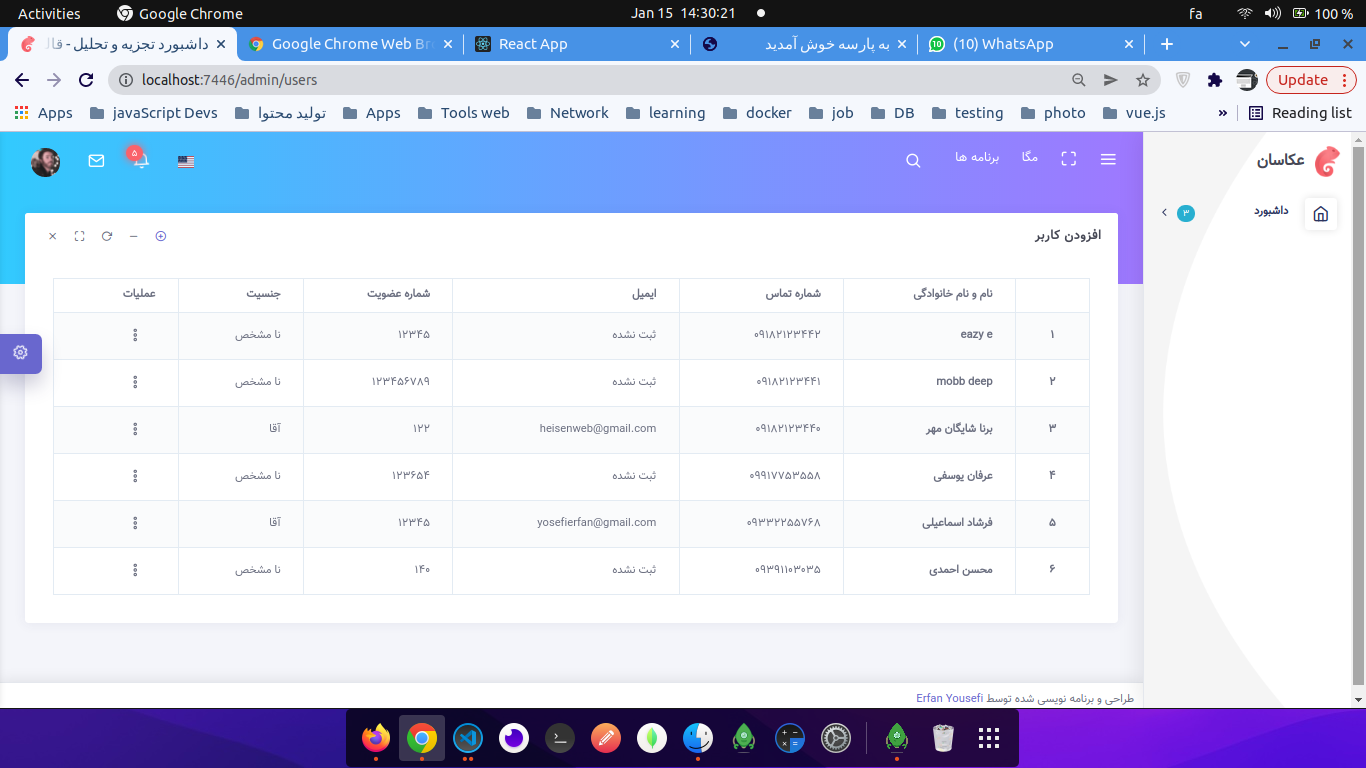 Activities Google Chrome Jan 15 14:30:21 fa 100 %
داشبورد تجزیه و تحلیل - قال Google Chrome Web Br React App به پارسه خوش آمدید (10) WhatsApp
10
localhost:7446/admin/users Update
Apps javaScript Devs تولید محتوا Apps Tools web Network learning docker job DB testing photo vue.js » Reading list
عکاسان
مگا برنامه ها ۵
داشبورد ۳
افزودن کاربر
نام و نام خانوادگی شماره تماس ایمیل شماره عضویت جنسیت عملیات
۱ eazy e ۰۹۱۸۲۱۲۳۴۴۲ ثبت نشده ۱۲۳۴۵ نا مشخص
۲ mobb deep ۰۹۱۸۲۱۲۳۴۴۱ ثبت نشده ۱۲۳۴۵۶۷۸۹ نا مشخص
۳ برنا شایگان مهر ۰۹۱۸۲۱۲۳۴۴۰ heisenweb@gmail.com ۱۲۲ آقا
۴ عرفان یوسفی ۰۹۹۱۷۷۵۳۵۵۸ ثبت نشده ۱۲۳۶۵۴ نا مشخص
۵ فرشاد اسماعیلی ۰۹۳۳۲۲۵۵۷۶۸ yosefierfan@gmail.com ۱۲۳۴۵ آقا
۶ محسن احمدی ۰۹۳۹۱۱۰۳۰۳۵ ثبت نشده ۱۴۰ نا مشخص
طراحی و برنامه نویسی شده توسط Erfan Yousefi